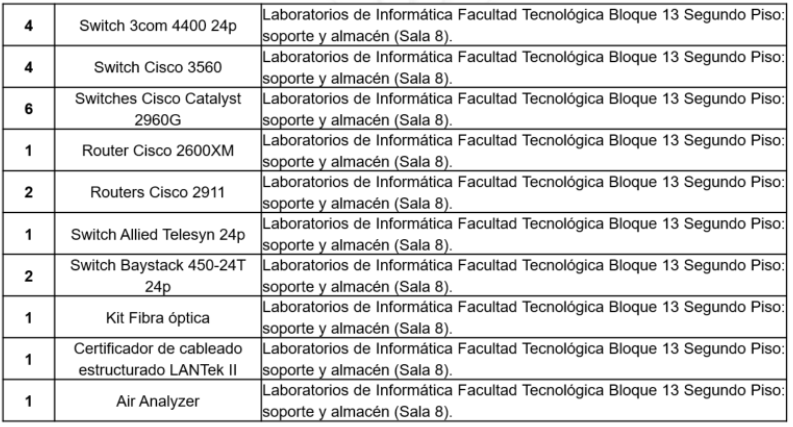 4
Switch 3com 4400 24p
Laboratorios de Informática Facultad Tecnológica Bloque 13 Segundo Piso:
soporte y almacén (Sala 8).
4
Switch Cisco 3560
Laboratorios de Informática Facultad Tecnológica Bloque 13 Segundo Piso:
soporte y almacén (Sala 8).
6
Switches Cisco Catalyst
2960G
Laboratorios de Informática Facultad Tecnológica Bloque 13 Segundo Piso:
soporte y almacén (Sala 8).
1
Router Cisco 2600XM
Laboratorios de Informática Facultad Tecnológica Bloque 13 Segundo Piso:
soporte y almacén (Sala 8).
2
Routers Cisco 2911
Laboratorios de Informática Facultad Tecnológica Bloque 13 Segundo Piso:
soporte y almacén (Sala 8).
1
Switch Allied Telesyn 24p
Laboratorios de Informática Facultad Tecnológica Bloque 13 Segundo Piso:
soporte y almacén (Sala 8).
2
Switch Baystack 450-24T
24p
Laboratorios de Informática Facultad Tecnológica Bloque 13 Segundo Piso:
soporte y almacén (Sala 8).
1
Kit Fibra óptica
Laboratorios de Informática Facultad Tecnológica Bloque 13 Segundo Piso:
soporte y almacén (Sala 8).
1
Certificador de cableado
estructurado LANTek II
Laboratorios de Informática Facultad Tecnológica Bloque 13 Segundo Piso:
soporte y almacén (Sala 8).
1
Air Analyzer
Laboratorios de Informática Facultad Tecnológica Bloque 13 Segundo Piso:
soporte y almacén (Sala 8).